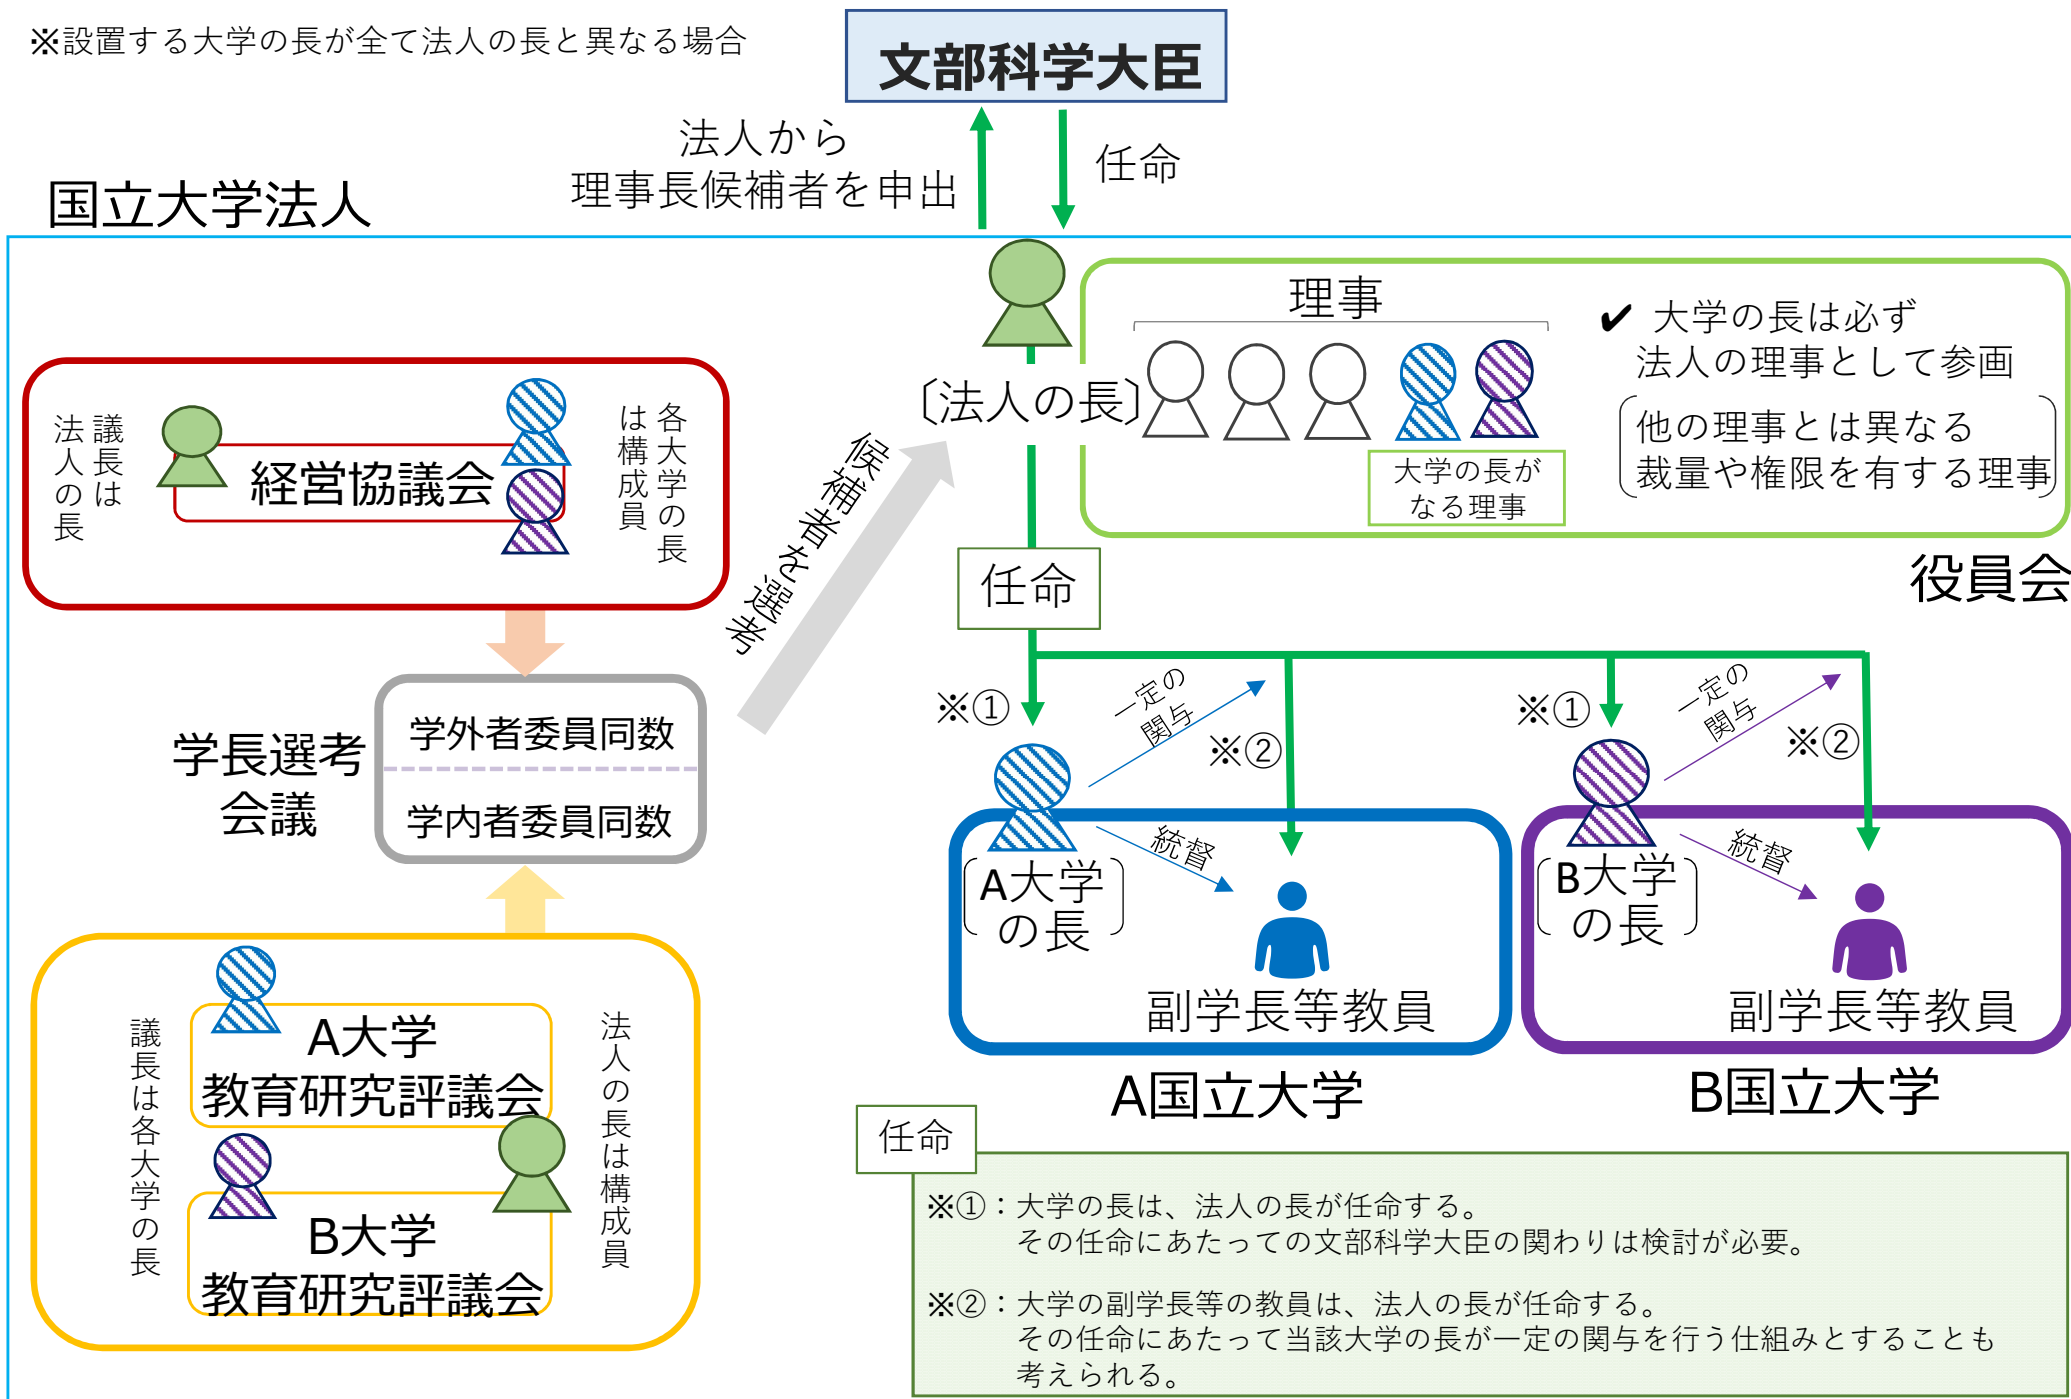 ※設置する大学の長が全て法人の長と異なる場合
文部科学大臣
法人から
理事長候補者を申出
任命
国立大学法人
理事
✔ 大学の長は必ず
法人の理事として参画
他の理事とは異なる
裁量や権限を有する理事
大学の長が
なる理事
〔法人の長〕
役員会
議長は
法人の長
経営協議会
各大学の長
は構成員
候補者を選考
任命
学長選考
会議
学外者委員同数
学内者委員同数
※①
一定の
関与
※②
統督
A大学
の長
副学長等教員
A国立大学
※①
一定の
関与
※②
統督
B大学
の長
副学長等教員
B国立大学
議長は各大学の長
A大学
教育研究評議会
B大学
教育研究評議会
法人の長は構成員
任命
※①：大学の長は、法人の長が任命する。
その任命にあたっての文部科学大臣の関わりは検討が必要。
※②：大学の副学長等の教員は、法人の長が任命する。
その任命にあたって当該大学の長が一定の関与を行う仕組みとすることも
考えられる。